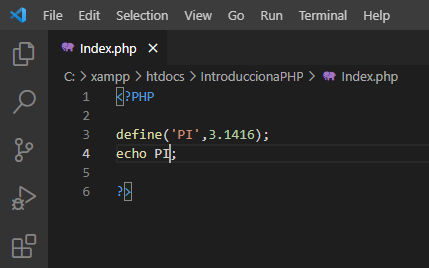 File Edit Selection View Go Run Terminal Help
Index.php
C: > xampp > htdocs > IntroduccionaPHP > Index.php
1 <?PHP
2
3 define('PI',3.1416);
4 echo PI;
5
6 ?>